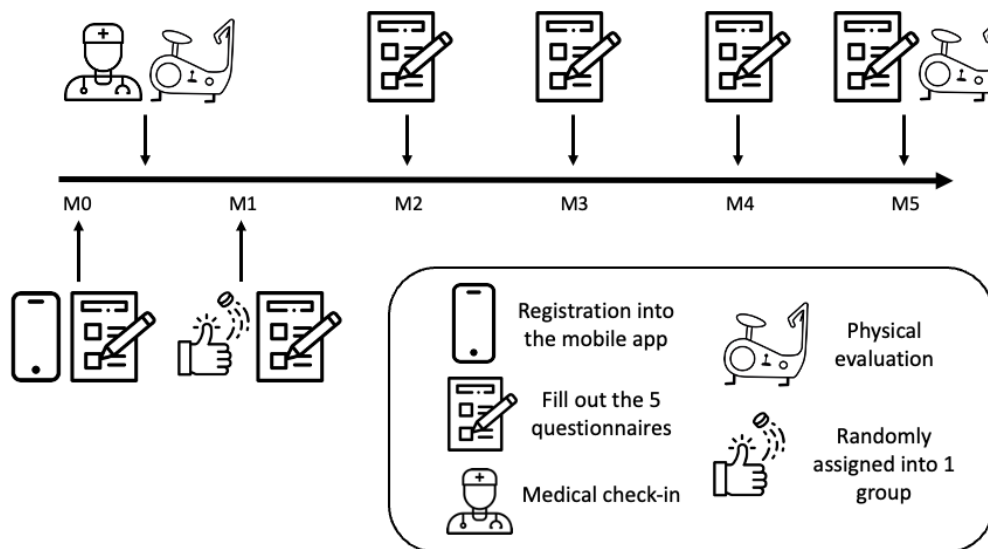 M0
M1
M2
M3
M4
M5
Registration into
the mobile app
Fill out the 5
questionnaires
Medical check-in
Physical
evaluation
Randomly
assigned into 1
group